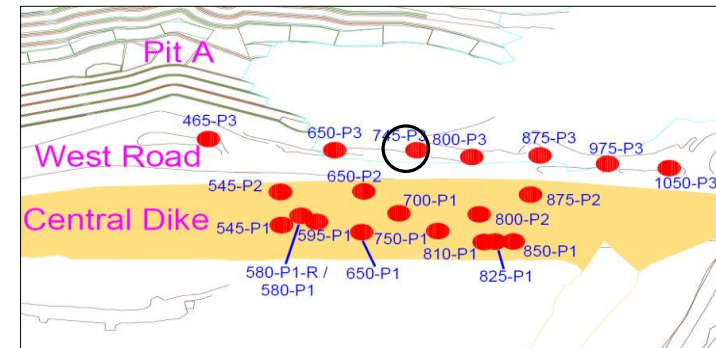 Pit A
465-P3
650-P3
745-P3
800-P3
875-P3
975-P3
1050-P3
West Road
545-P2
650-P2
875-P2
700-P1
800-P2
Central Dike
545-P1
595-P1
750-P1
810-P1
850-P1
580-P1-R /
580-P1
650-P1
825-P1